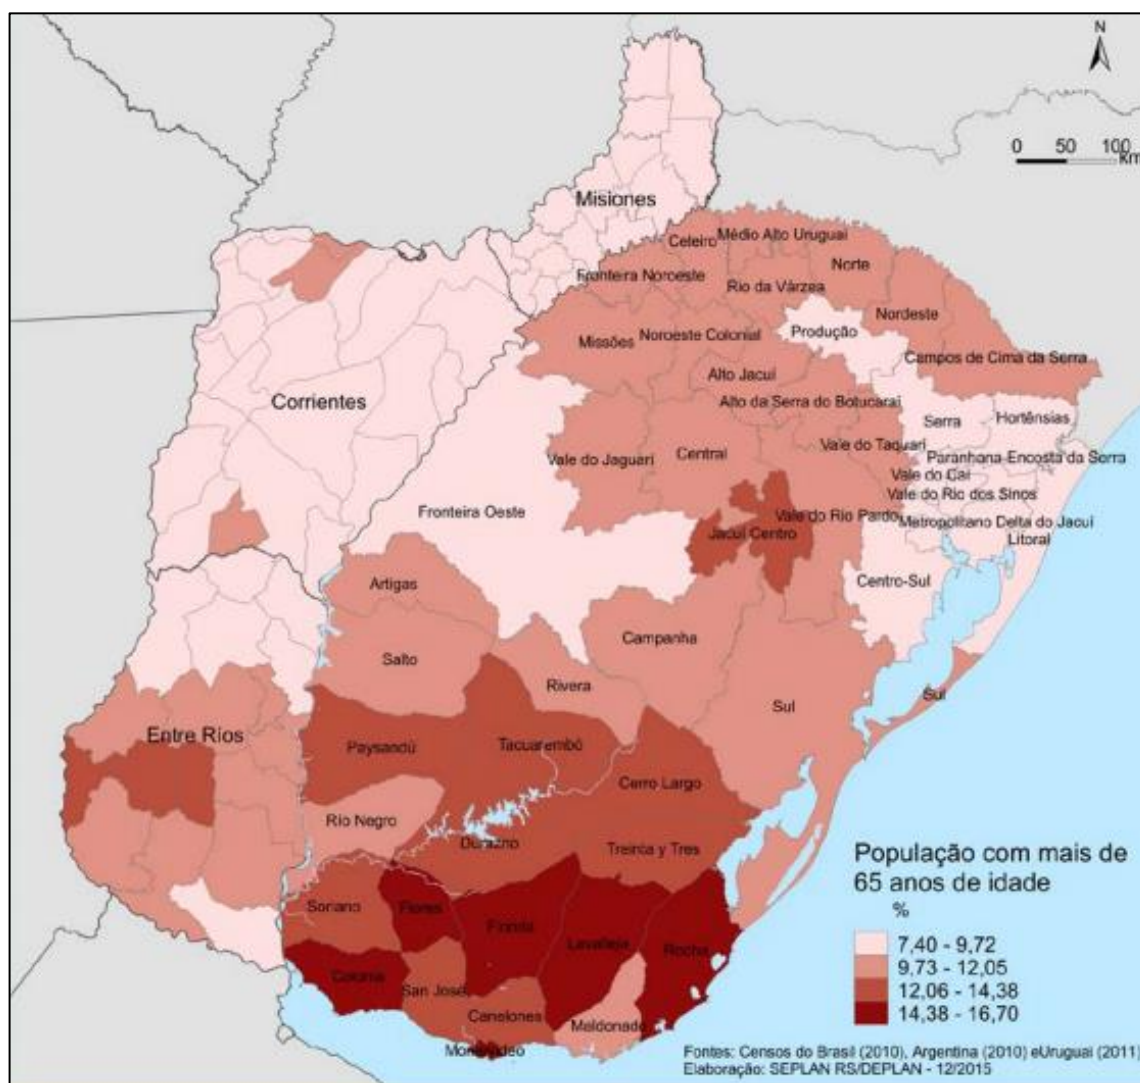 N
0 50 100
Km
Misiones
Celeiro
Médio Alto Uruguai
Fronteira Noroeste
Norte
Rio da Várzea
Nordeste
Produção
Missões
Noroeste Colonial
Campos de Cima da Serra
Alto Jacuí
Corrientes
Alto da Serra do Botucaraí
Serra
Hortênsias
Vale do Taquari
Vale do Jaguari
Central
Paranhana-Encosta da Serra
Vale do Caí
Vale do Rio dos Sinos
Fronteira Oeste
Vale do Rio Pardo
Metropolitano Delta do Jacuí
Jacuí Centro
Litoral
Artigas
Centro-Sul
Campanha
Salto
Rivera
Sul
Sul
Entre Ríos
Paysandú
Tacuarembó
Cerro Largo
Río Negro
Durazno
Treinta y Tres
Soriano
Flores
Florida
Lavalleja
Rocha
Colonia
San José
Canelones
Maldonado
Montevideo
População com mais de
65 anos de idade
%
7,40 - 9,72
9,73 - 12,05
12,06 - 14,38
14,38 - 16,70
Fontes: Censos do Brasil (2010), Argentina (2010) eUruguai (2011)
Elaboração: SEPLAN RS/DEPLAN - 12/2015